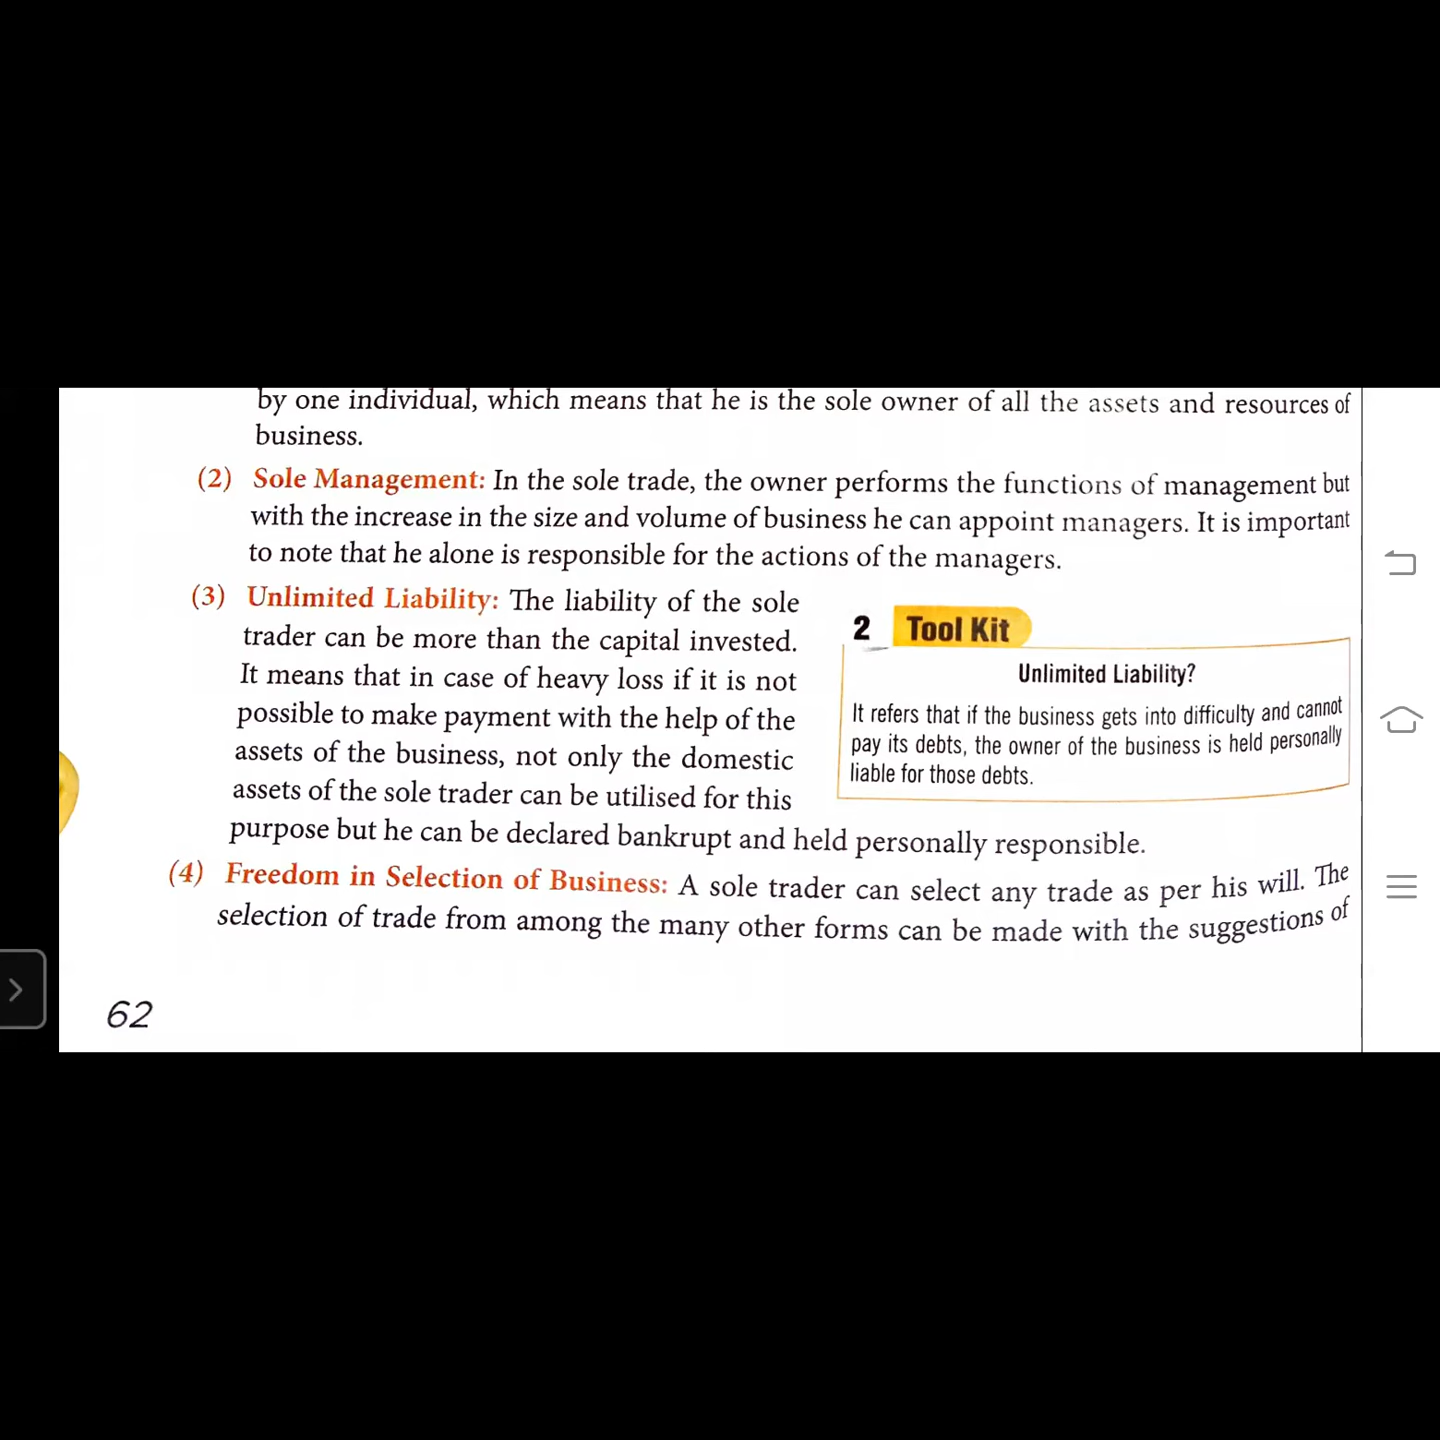 by one individual, which means that he is the sole owner of all the assets and resources of
business.
(2) Sole Management: In the sole trade, the owner performs the functions of management but
with the increase in the size and volume of business he can appoint managers. It is important
to note that he alone is responsible for the actions of the managers.
(3) Unlimited Liability: The liability of the sole
trader can be more than the capital invested.
It means that in case of heavy loss if it is not
possible to make payment with the help of the
assets of the business, not only the domestic
assets of the sole trader can be utilised for this
purpose but he can be declared bankrupt and held personally responsible.
2 Tool Kit
Unlimited Liability?
It refers that if the business gets into difficulty and cannot
pay its debts, the owner of the business is held personally
liable for those debts.
(4) Freedom in Selection of Business: A sole trader can select any trade as per his will. The
selection of trade from among the many other forms can be made with the suggestions of
62